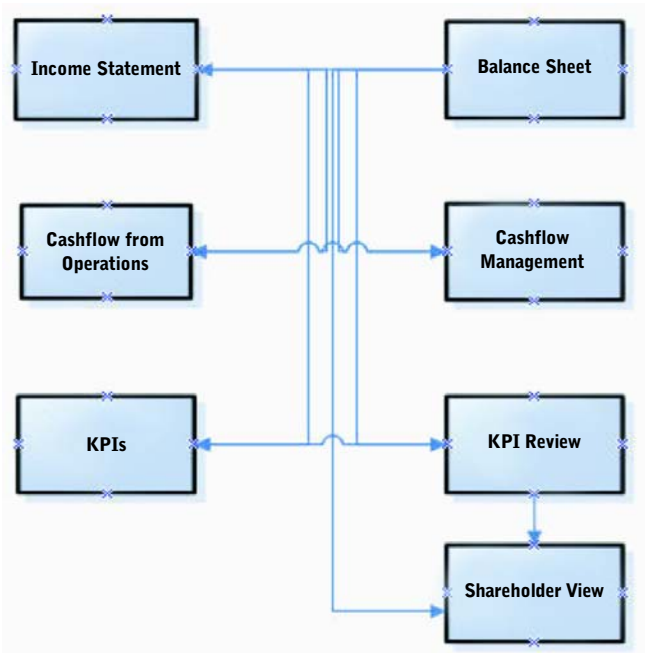 Income Statement
Balance Sheet
Cashflow from
Operations
Cashflow
Management
KPIs
KPI Review
Shareholder View